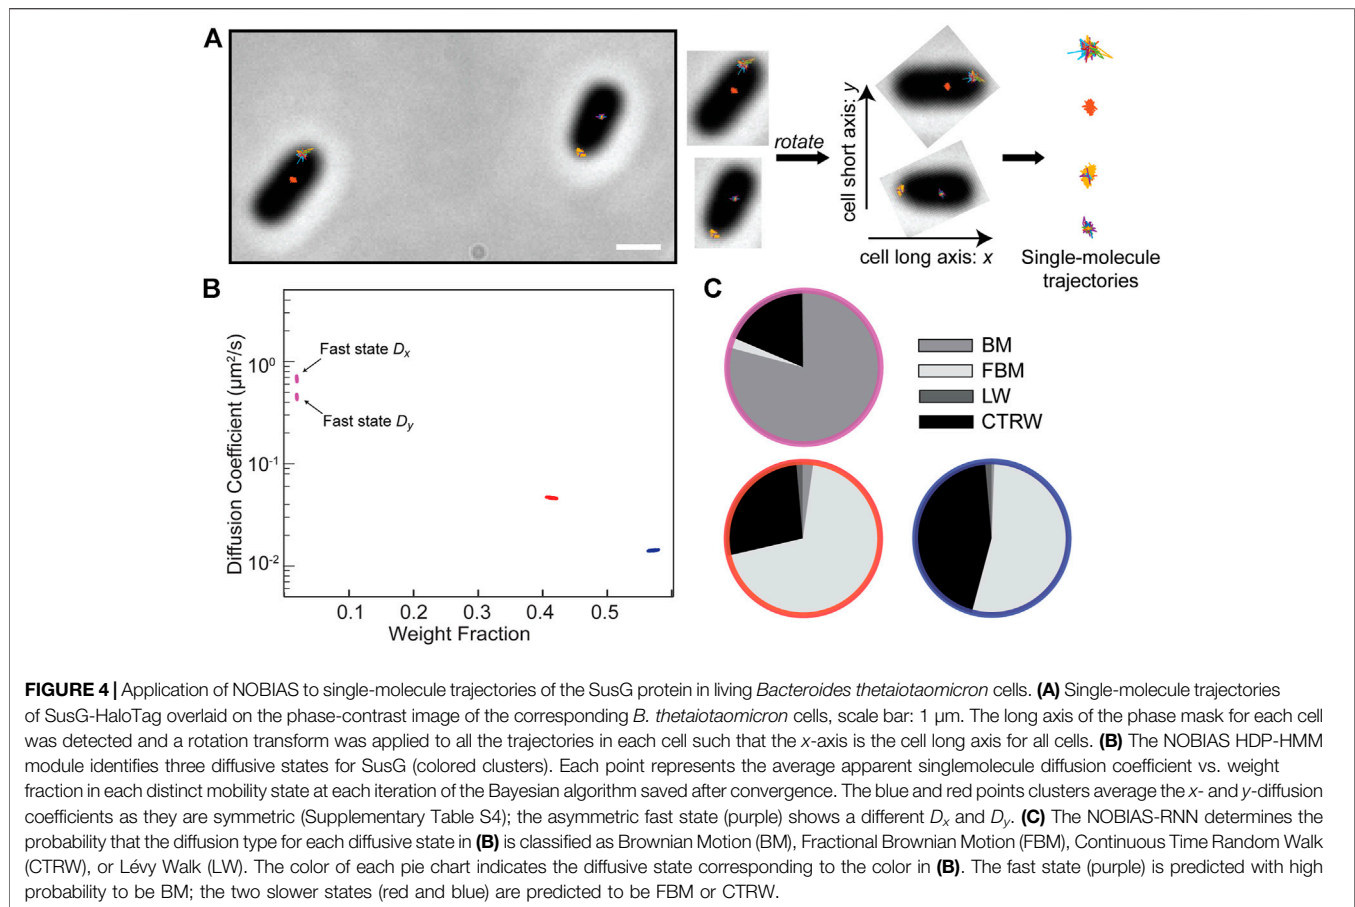 A
rotate
cell short axis: y
cell long axis: x
Single-molecule
trajectories
B
Fast state Dx
Fast state Dy
10⁰
10⁻¹
10⁻²
Diffusion Coefficient (µm²/s)
0.1 0.2 0.3 0.4 0.5
Weight Fraction
C
BM
FBM
LW
CTRW
FIGURE 4 | Application of NOBIAS to single-molecule trajectories of the SusG protein in living Bacteroides thetaiotaomicron cells. (A) Single-molecule trajectories
of SusG-HaloTag overlaid on the phase-contrast image of the corresponding B. thetaiotaomicron cells, scale bar: 1 µm. The long axis of the phase mask for each cell
was detected and a rotation transform was applied to all the trajectories in each cell such that the x-axis is the cell long axis for all cells. (B) The NOBIAS HDP-HMM
module identifies three diffusive states for SusG (colored clusters). Each point represents the average apparent singlemolecule diffusion coefficient vs. weight
fraction in each distinct mobility state at each iteration of the Bayesian algorithm saved after convergence. The blue and red points clusters average the x- and y-diffusion
coefficients as they are symmetric (Supplementary Table S4); the asymmetric fast state (purple) shows a different Dx and Dy. (C) The NOBIAS-RNN determines the
probability that the diffusion type for each diffusive state in (B) is classified as Brownian Motion (BM), Fractional Brownian Motion (FBM), Continuous Time Random Walk
(CTRW), or Lévy Walk (LW). The color of each pie chart indicates the diffusive state corresponding to the color in (B). The fast state (purple) is predicted with high
probability to be BM; the two slower states (red and blue) are predicted to be FBM or CTRW.